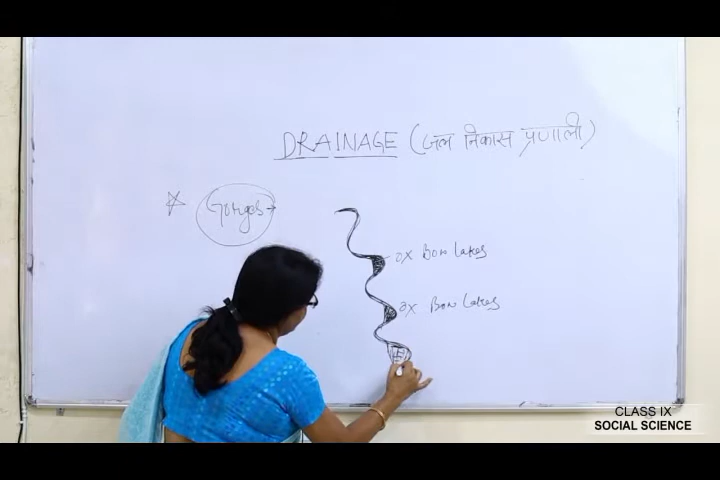 DRAINAGE (जल निकास प्रणाली)
Gorges
OX Bow Lakes
OX Bow Lakes
CLASS IX
SOCIAL SCIENCE